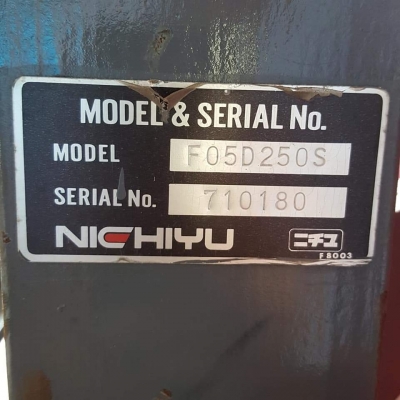 MODEL & SERIAL No.
MODEL F05D250S
SERIAL No. 710180
NICHIYU ニチユ
F8003